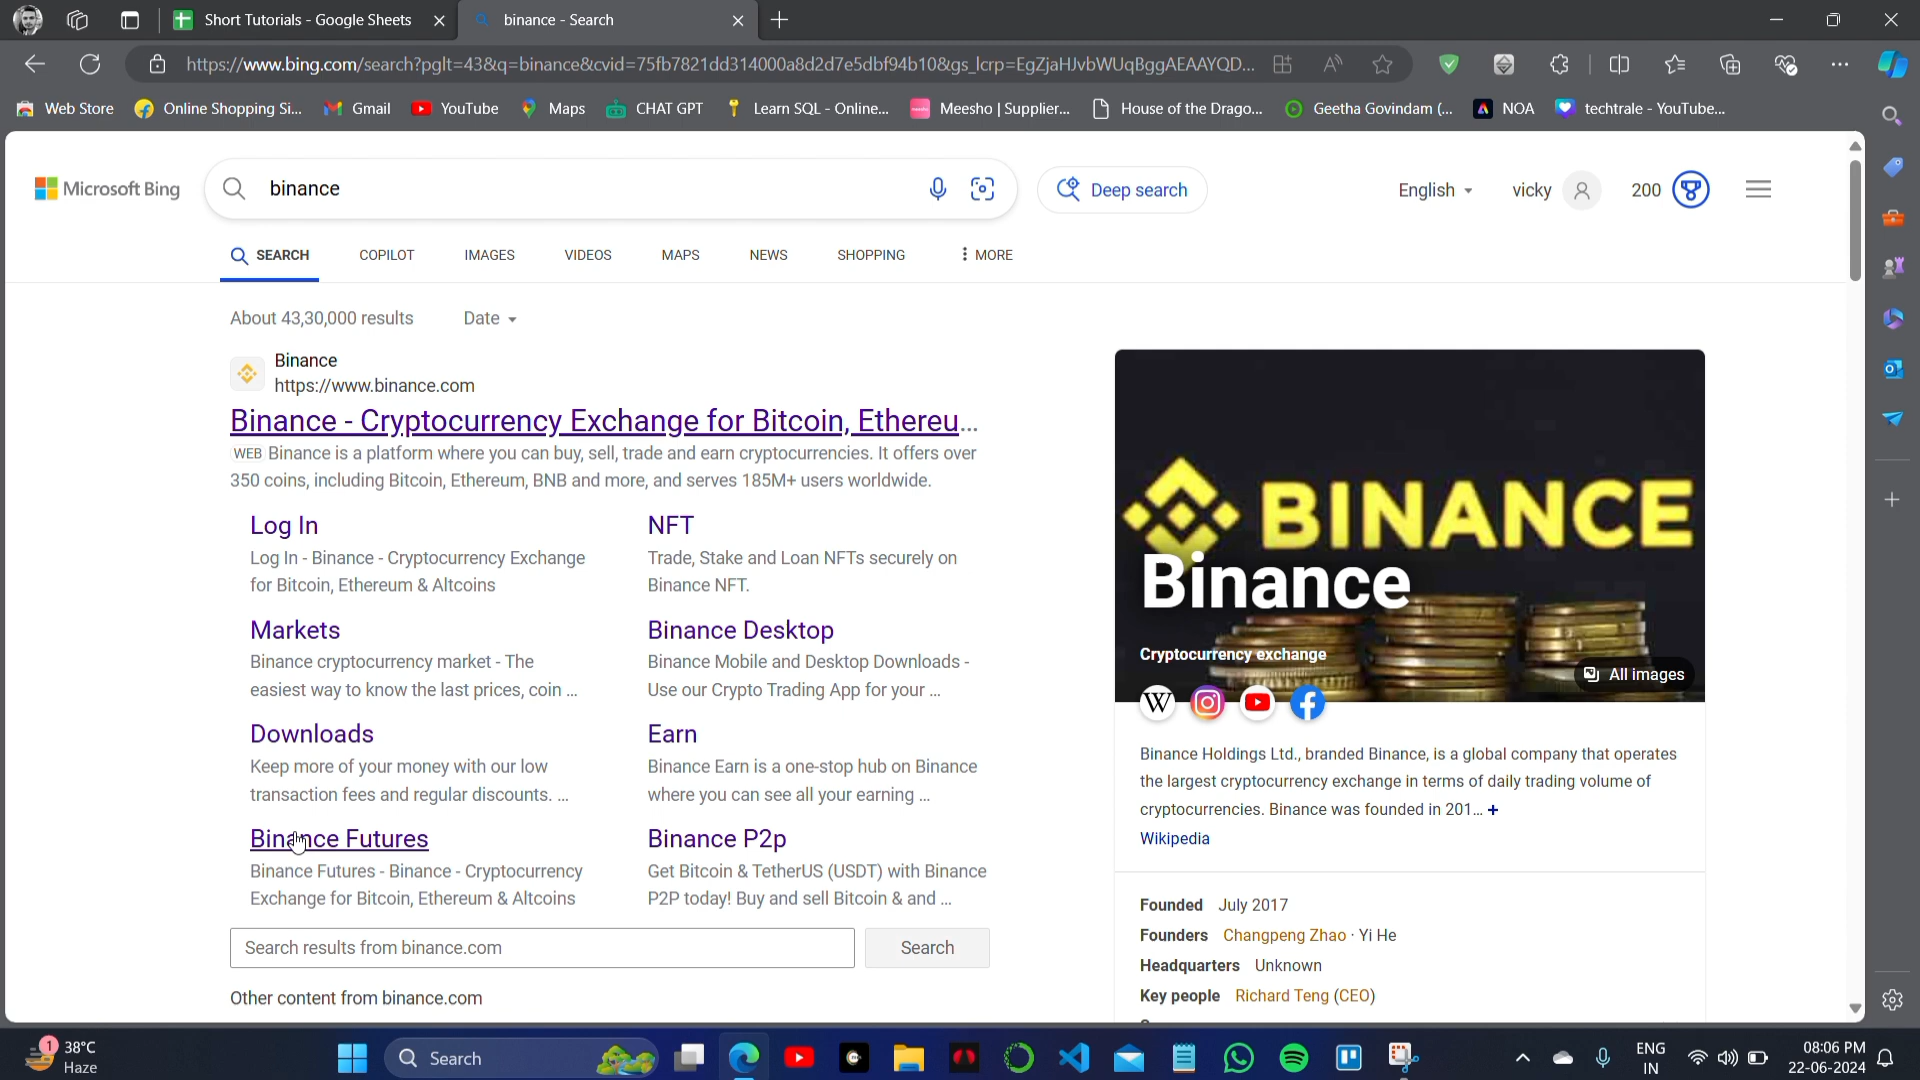 Short Tutorials - Google Sheets
binance - Search
https://www.bing.com/search?pglt=43&q=binance&cvid=75fb7821dd314000a8d2d7e5dbf94b10&gs_lcrp=EgZjaHJvbWUqBggAEAAYQD...
Web Store
Online Shopping Si...
Gmail
YouTube
Maps
CHAT GPT
Learn SQL - Online...
Meesho | Supplier...
House of the Drago...
Geetha Govindam (...
NOA
techtrale - YouTube...
Microsoft Bing
binance
Deep search
English
vicky
200
SEARCH
COPILOT
IMAGES
VIDEOS
MAPS
NEWS
SHOPPING
MORE
About 43,30,000 results
Date
Binance
https://www.binance.com
Binance - Cryptocurrency Exchange for Bitcoin, Ethereu...
WEB Binance is a platform where you can buy, sell, trade and earn cryptocurrencies. It offers over
350 coins, including Bitcoin, Ethereum, BNB and more, and serves 185M+ users worldwide.
Log In
Log In - Binance - Cryptocurrency Exchange
for Bitcoin, Ethereum & Altcoins
NFT
Trade, Stake and Loan NFTs securely on
Binance NFT.
Markets
Binance cryptocurrency market - The
easiest way to know the last prices, coin ...
Binance Desktop
Binance Mobile and Desktop Downloads -
Use our Crypto Trading App for your ...
Downloads
Keep more of your money with our low
transaction fees and regular discounts. ...
Earn
Binance Earn is a one-stop hub on Binance
where you can see all your earning ...
Binance Futures
Binance Futures - Binance - Cryptocurrency
Exchange for Bitcoin, Ethereum & Altcoins
Binance P2p
Get Bitcoin & TetherUS (USDT) with Binance
P2P today! Buy and sell Bitcoin & and ...
Search results from binance.com
Search
Other content from binance.com
BINANCE
Binance
Cryptocurrency exchange
All images
W
Binance Holdings Ltd., branded Binance, is a global company that operates
the largest cryptocurrency exchange in terms of daily trading volume of
cryptocurrencies. Binance was founded in 201... +
Wikipedia
Founded July 2017
Founders Changpeng Zhao · Yi He
Headquarters Unknown
Key people Richard Teng (CEO)
1
38°C
Haze
Search
ENG
IN
08:06 PM
22-06-2024